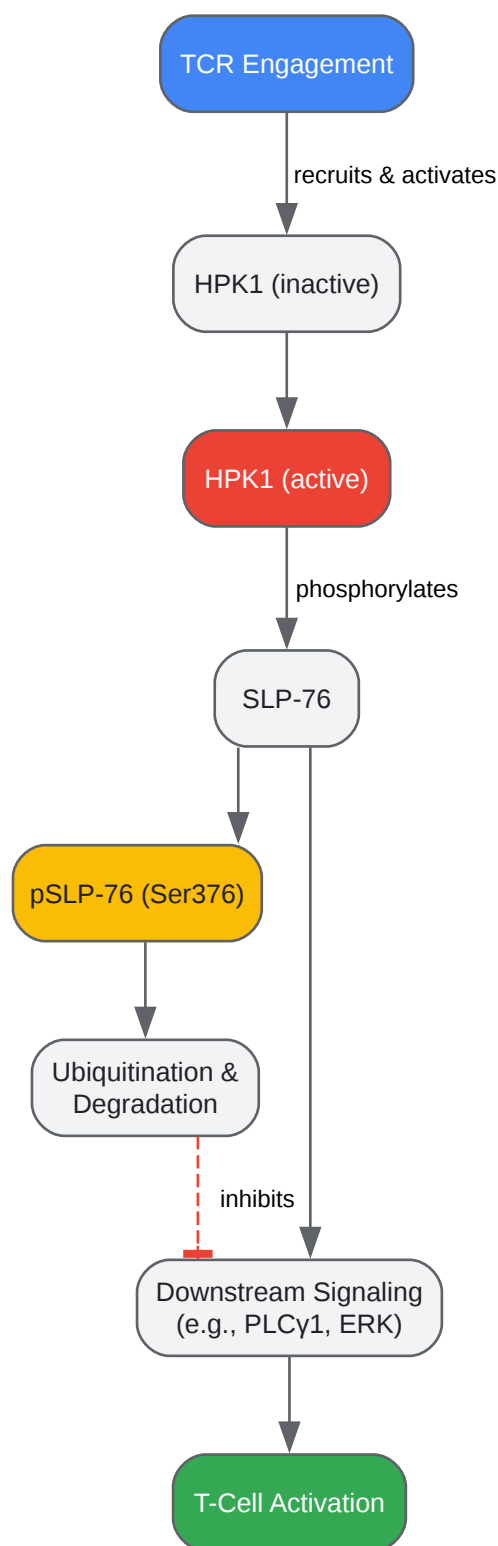 TCR Engagement
recruits & activates
HPK1 (inactive)
HPK1 (active)
phosphorylates
SLP-76
pSLP-76 (Ser376)
Ubiquitination &
Degradation
inhibits
Downstream Signaling
(e.g., PLCγ1, ERK)
T-Cell Activation